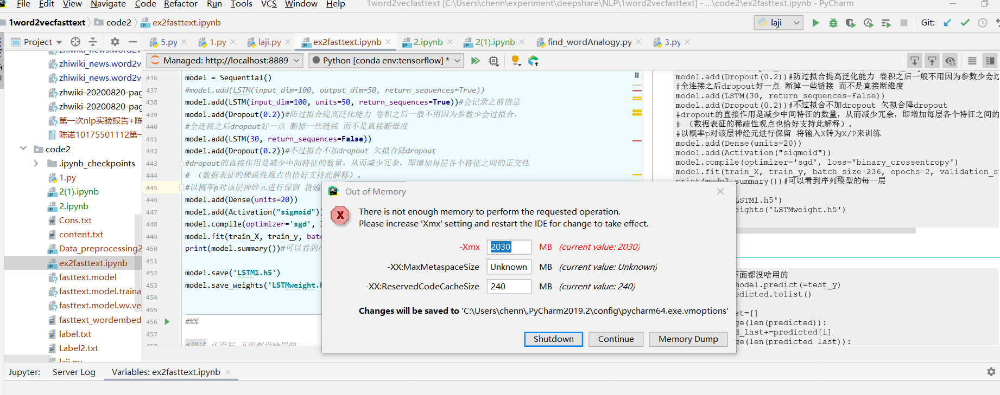 File Edit View Navigate Code Refactor Run Tools VCS Window Help 1word2vecfasttext [C:\Users\chenn\experiment\deepshare\NLP\1word2vecfasttext] - ...\code2\ex2fasttext.ipynb - PyCharm
1word2vecfasttext code2 ex2fasttext.ipynb laji Git:
Project 5.py 1.py laji.py ex2fasttext.ipynb 2.ipynb 2(1).ipynb find_wordAnalogy.py 3.py
Managed: http://localhost:8889 Python [conda env:tensorflow] *
zhiwiki_news.word2v
zhiwiki_news.word2v
zhiwiki_news.word2v
zhwiki-20200820-pag
zhwiki-20200820-pag
第一次nlp实验报告+陈
陈诺10175501112第一
code2
.ipynb_checkpoints
1.py
2(1).ipynb
2.ipynb
Cons.txt
content.txt
Data_preprocessing2
ex2fasttext.ipynb
fasttext.model
fasttext.model.traina
fasttext.model.wv.ve
fasttext_wordembed
label.txt
Label2.txt
laji.py
436 model = Sequential()
437 #model.add(LSTM(input_dim=100, output_dim=50, return_sequences=True))
438 model.add(LSTM(input_dim=100, units=50, return_sequences=True))#会记录之前信息
439 model.add(Dropout(0.2))#防过拟合提高泛化能力 卷积之后一般不用因为参数少会过拟合，
440 #全连接之后dropout好一点 断掉一些链接 而不是直接断维度
441 model.add(LSTM(30, return_sequences=False))
442 model.add(Dropout(0.2))#不过拟合不加dropout 欠拟合降dropout
443 #dropout的直接作用是减少中间特征的数量，从而减少冗余，即增加每层各个特征之间的正交性
444 # （数据表征的稀疏性观点也恰好支持此解释）。
445 #以概率p对该层神经元进行保留 将输
446 model.add(Dense(units=20))
447 model.add(Activation("sigmoid"))
448 model.compile(optimizer='sgd', l
449 model.fit(train_X, train_y, batc
450 print(model.summary())#可以看到序
451
452 model.save('LSTM1.h5')
453 model.save_weights('LSTMweight.h
454
455
456 #%%
457
458 #测试 还没写 下面都没啥用的
model.add(Dropout(0.2))#防过拟合提高泛化能力 卷积之后一般不用因为参数少会过
#全连接之后dropout好一点 断掉一些链接 而不是直接断维度
model.add(LSTM(30, return_sequences=False))
model.add(Dropout(0.2))#不过拟合不加dropout 欠拟合降dropout
#dropout的直接作用是减少中间特征的数量，从而减少冗余，即增加每层各个特征之间的
# （数据表征的稀疏性观点也恰好支持此解释）。
#以概率p对该层神经元进行保留 将输入X转为X/P来训练
model.add(Dense(units=20))
model.add(Activation("sigmoid"))
model.compile(optimizer='sgd', loss='binary_crossentropy')
model.fit(train_X, train_y, batch_size=236, epochs=2, validation_s
print(model.summary())#可以看到序列模型的每一层
LSTM1.h5')
eights('LSTMweight.h5')
下面都没啥用的
model.predict(=test_y)
edicted.tolist()
st=[]
ge(len(predicted)):
d_last+=predicted[i]
ge(len(predicted_last)):
Out of Memory
There is not enough memory to perform the requested operation.
Please increase 'Xmx' setting and restart the IDE for change to take effect.
-Xmx 2030 MB (current value: 2030)
-XX:MaxMetaspaceSize Unknown MB (current value: Unknown)
-XX:ReservedCodeCacheSize 240 MB (current value: 240)
Changes will be saved to 'C:\Users\chenn\.PyCharm2019.2\config\pycharm64.exe.vmoptions'
Shutdown Continue Memory Dump
Jupyter: Server Log Variables: ex2fasttext.ipynb